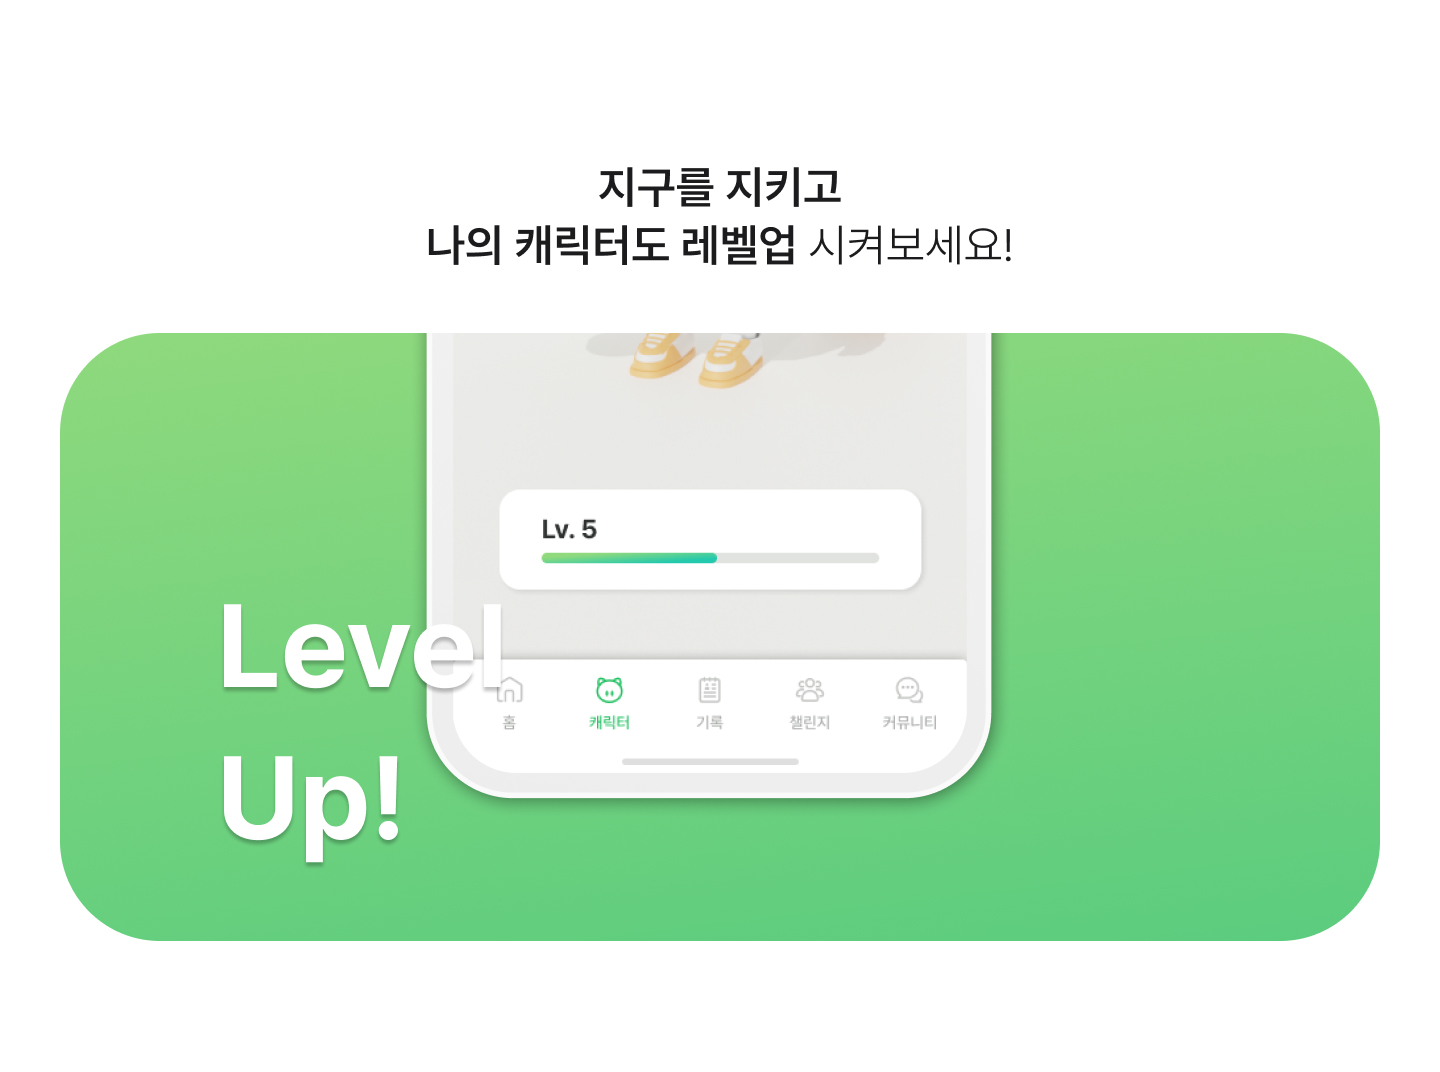 지구를 지키고
나의 캐릭터도 레벨업 시켜보세요!
Lv. 5
Level
Up!
홈 캐릭터 기록 챌린지 커뮤니티